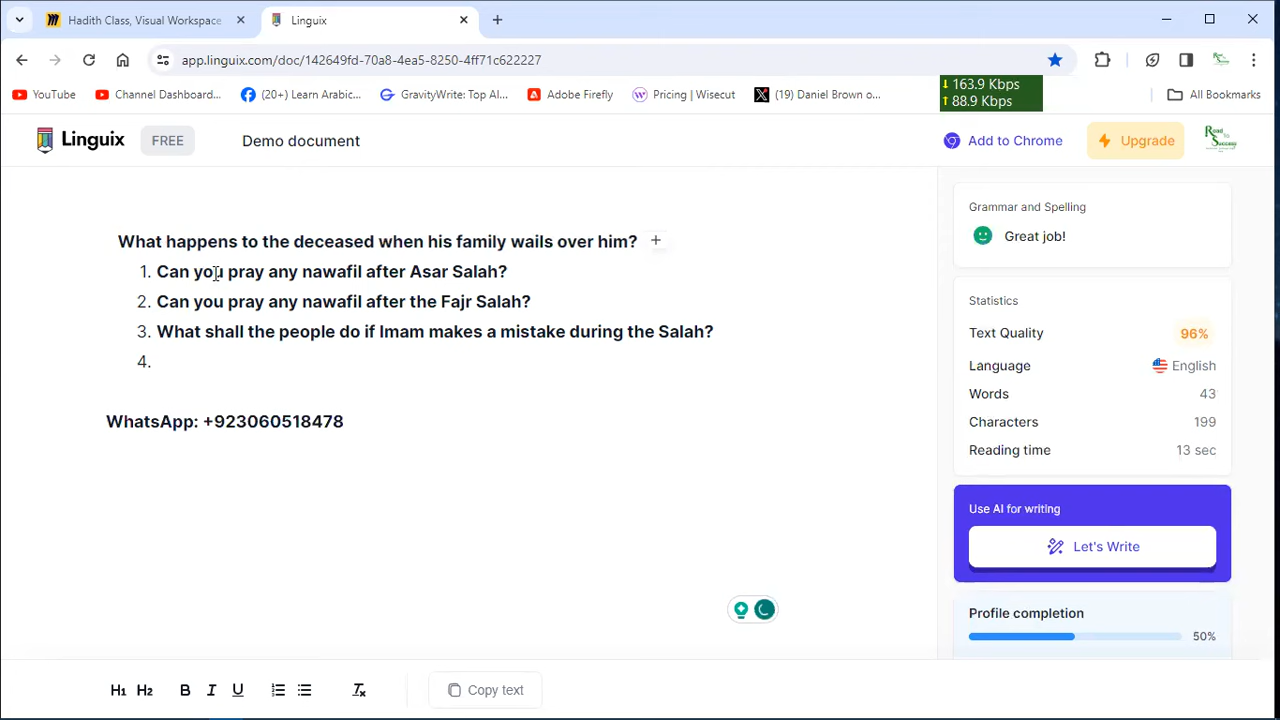 Hadith Class, Visual Workspace
Linguix
app.linguix.com/doc/142649fd-70a8-4ea5-8250-4ff71c622227
YouTube
Channel Dashboard...
(20+) Arabic...
GravityWrite: Top AI...
Adobe Firefly
Pricing | Wisecut
(19) Daniel Brown o...
163.9 Kbps
88.9 Kbps
All Bookmarks
Linguix
FREE
Demo document
Add to Chrome
Upgrade
Read To Success
What happens to the deceased when his family wails over him?
1. Can you pray any nawafil after Asar Salah?
2. Can you pray any nawafil after the Fajr Salah?
3. What shall the people do if Imam makes a mistake during the Salah?
4.
WhatsApp: +923060518478
Grammar and Spelling
Great job!
Statistics
Text Quality 96%
Language English
Words 43
Characters 199
Reading time 13 sec
Use AI for writing
Let's Write
Profile completion
50%
H1 H2 B I U
Copy text